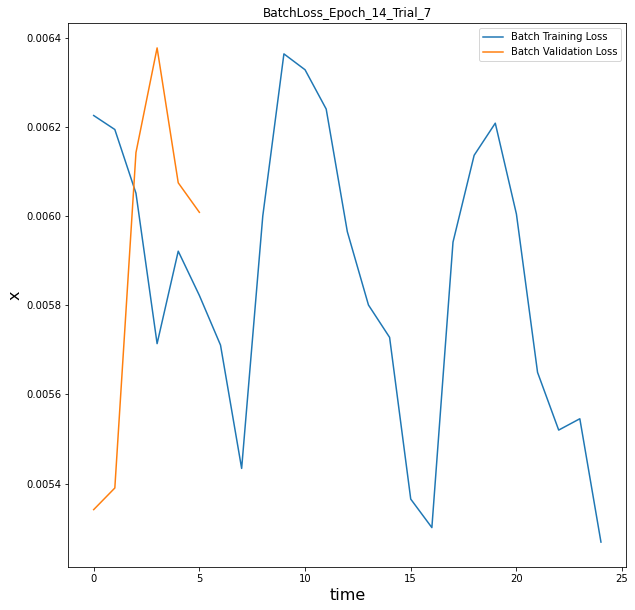 BatchLoss_Epoch_14_Trial_7
Batch Training Loss
Batch Validation Loss
0.0064
0.0062
0.0060
0.0058
0.0056
0.0054
x
0
5
10
15
20
25
time